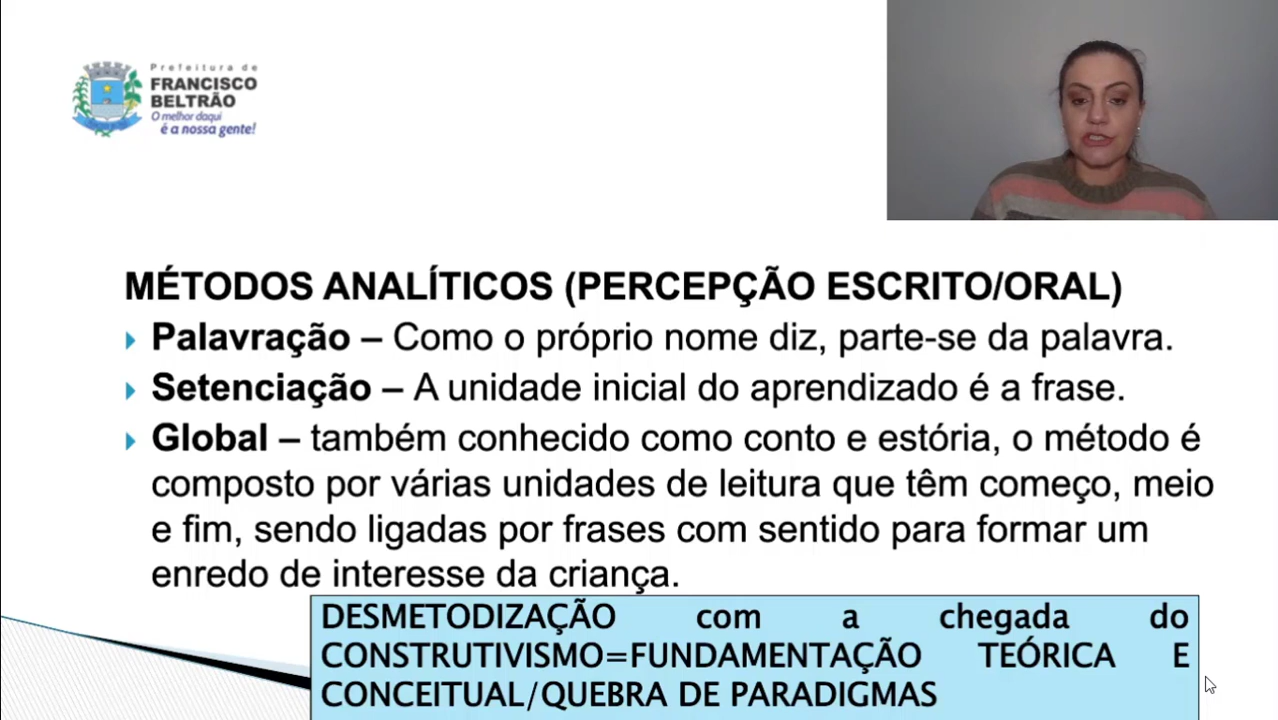 Prefeitura de
FRANCISCO
BELTRÃO
O melhor daqui
é a nossa gente!
MÉTODOS ANALÍTICOS (PERCEPÇÃO ESCRITO/ORAL)
Palavração – Como o próprio nome diz, parte-se da palavra.
Setenciação – A unidade inicial do aprendizado é a frase.
Global – também conhecido como conto e estória, o método é
composto por várias unidades de leitura que têm começo, meio
e fim, sendo ligadas por frases com sentido para formar um
enredo de interesse da criança.
DESMETODIZAÇÃO com a chegada do
CONSTRUTIVISMO=FUNDAMENTAÇÃO TEÓRICA E
CONCEITUAL/QUEBRA DE PARADIGMAS